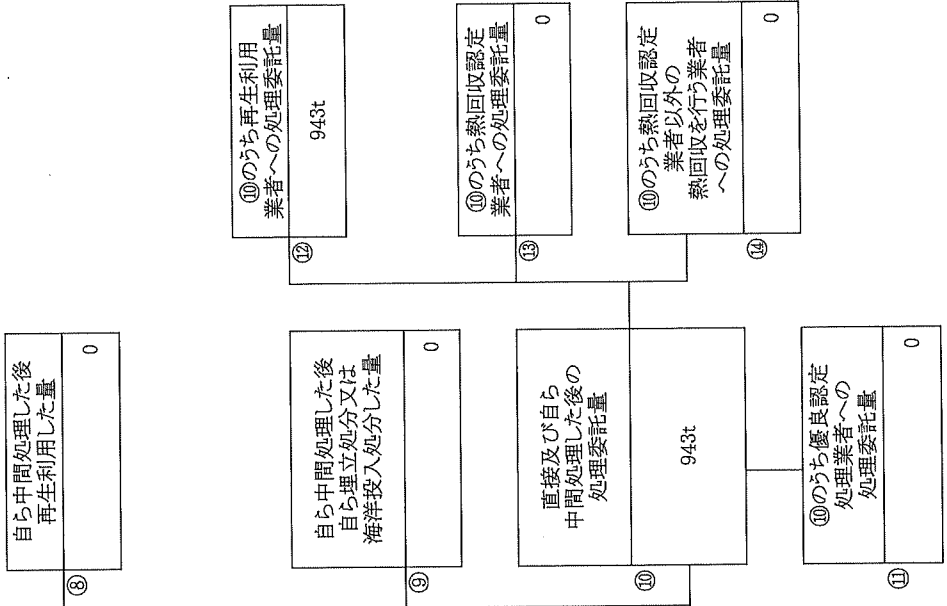 ⑧
自ら中間処理した後
再生利用した量
0
⑨
自ら中間処理した後
自ら埋立処分又は
海洋投入処分した量
0
⑩
直接及び自ら
中間処理した後の
処理委託量
943t
⑪
⑩のうち優良認定
処理業者への
処理委託量
0
⑫
⑩のうち再生利用
業者への処理委託量
943t
⑬
⑩のうち熱回収認定
業者への処理委託量
0
⑭
⑩のうち熱回収認定
業者以外の
熱回収を行う業者
への処理委託量
0